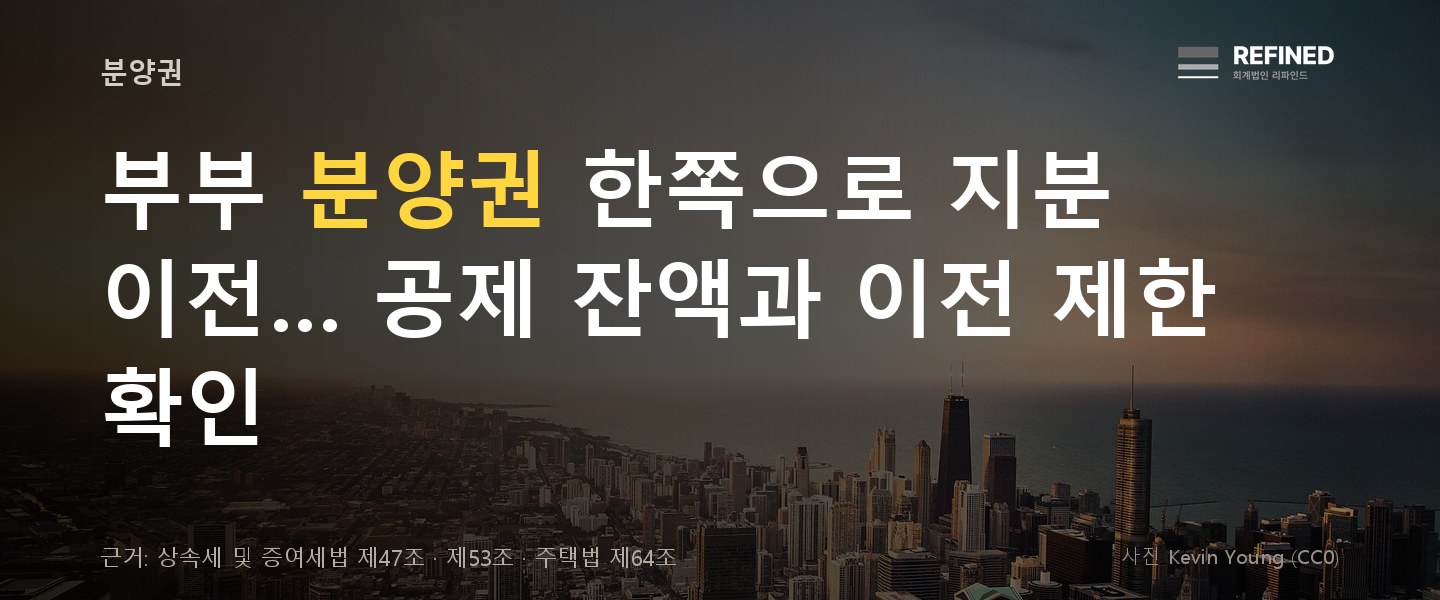 분양권
REFINED
회계법인 리파인드
부부 분양권 한쪽으로 지분
이전... 공제 잔액과 이전 제한
확인
근거: 상속세 및 증여세법 제47조 · 제53조 · 주택법 제64조
사진 Kevin Young (CC0)